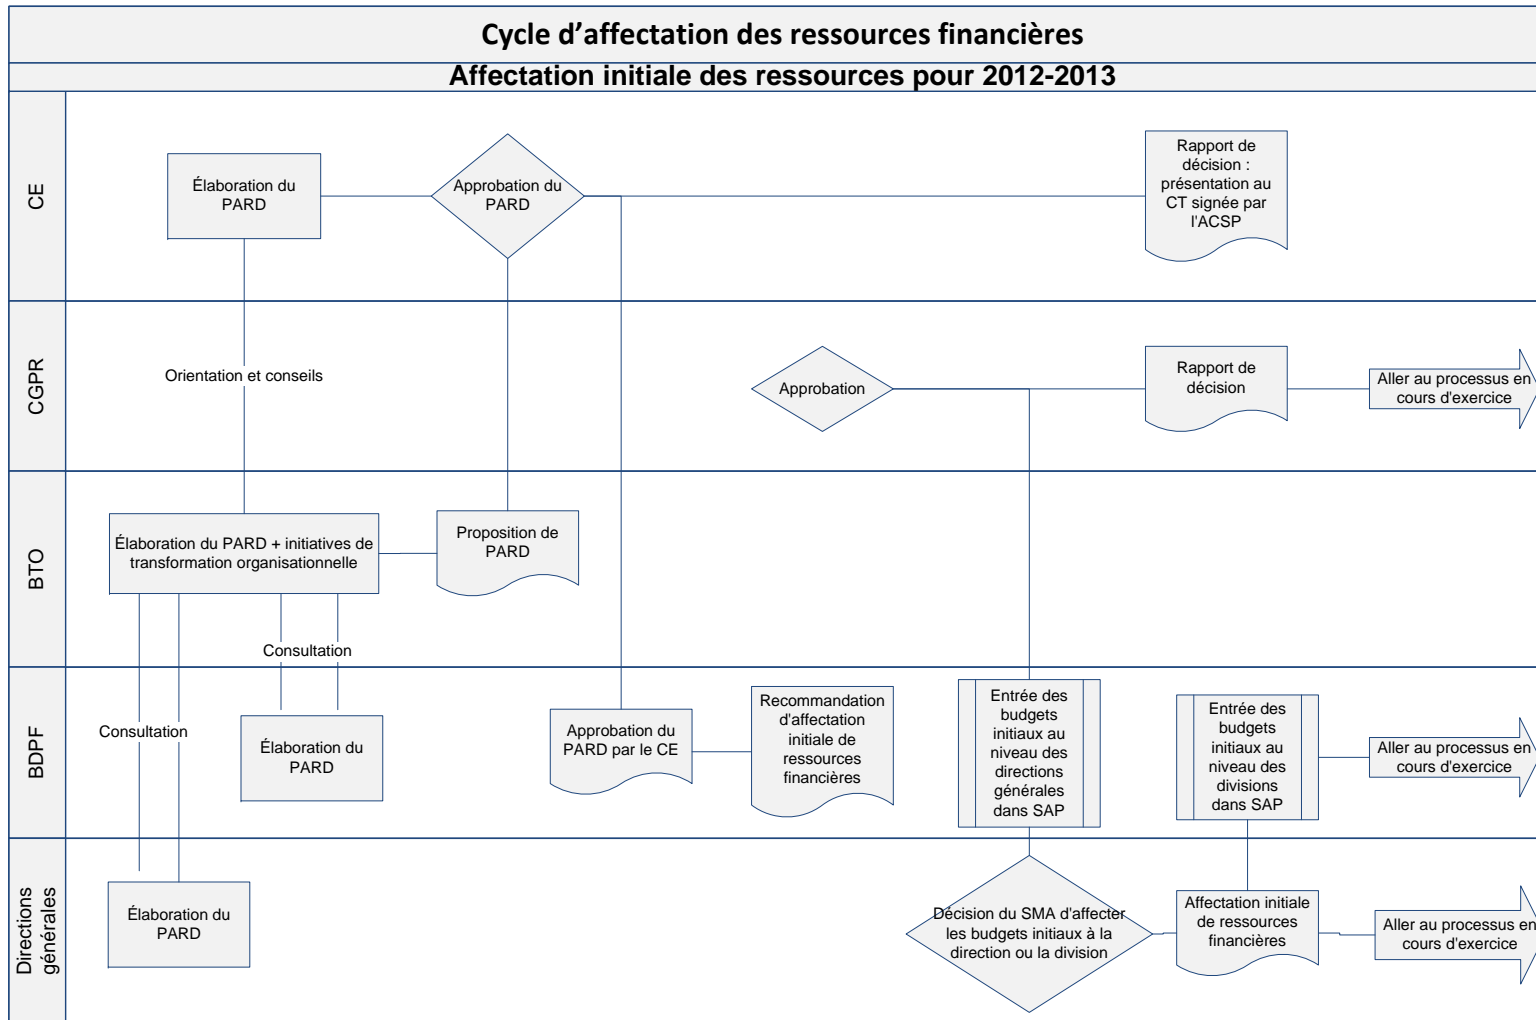 Cycle d’affectation des ressources financières
Affectation initiale des ressources pour 2012-2013
CE
Élaboration du
PARD
Approbation du
PARD
Rapport de
décision :
présentation au
CT signée par
l'ACSP
CGPR
Orientation et conseils
Approbation
Rapport de
décision
Aller au processus en
cours d'exercice
BTO
Élaboration du PARD + initiatives de
transformation organisationnelle
Proposition de
PARD
Consultation
BDPF
Consultation
Élaboration du
PARD
Approbation du
PARD par le CE
Recommandation
d'affectation
initiale de
ressources
financières
Entrée des
budgets
initiaux au
niveau des
directions
générales
dans SAP
Entrée des
budgets
initiaux au
niveau des
divisions
dans SAP
Aller au processus en
cours d'exercice
Directions
générales
Élaboration du
PARD
Décision du SMA d'affecter
les budgets initiaux à la
direction ou la division
Affectation initiale
de ressources
financières
Aller au processus en
cours d'exercice